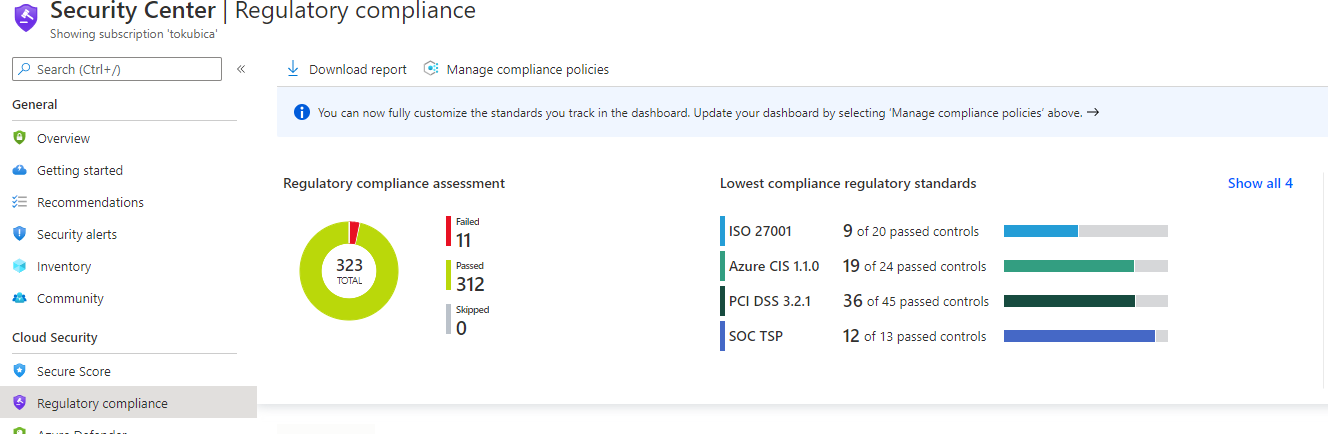 Security Center | Regulatory compliance
Showing subscription 'tokubica'
Search (Ctrl+/)
«
Download report
Manage compliance policies
General
Overview
Getting started
Recommendations
Security alerts
Inventory
Community
Cloud Security
Secure Score
Regulatory compliance
Azure Defender
You can now fully customize the standards you track in the dashboard. Update your dashboard by selecting 'Manage compliance policies' above. →
Regulatory compliance assessment
323
TOTAL
Failed
11
Passed
312
Skipped
0
Lowest compliance regulatory standards
Show all 4
ISO 27001 9 of 20 passed controls
Azure CIS 1.1.0 19 of 24 passed controls
PCI DSS 3.2.1 36 of 45 passed controls
SOC TSP 12 of 13 passed controls